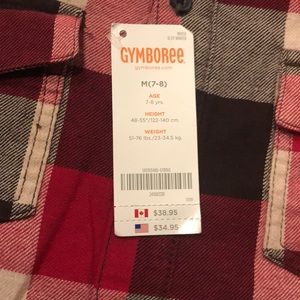 GYMBOREE
gymboree.com
M (7-8)
AGE
7-8 yrs.
HEIGHT
48-55"/122-140 cm.
WEIGHT
51-76 lbs./23-34.5 kg.
$38.95
$34.95